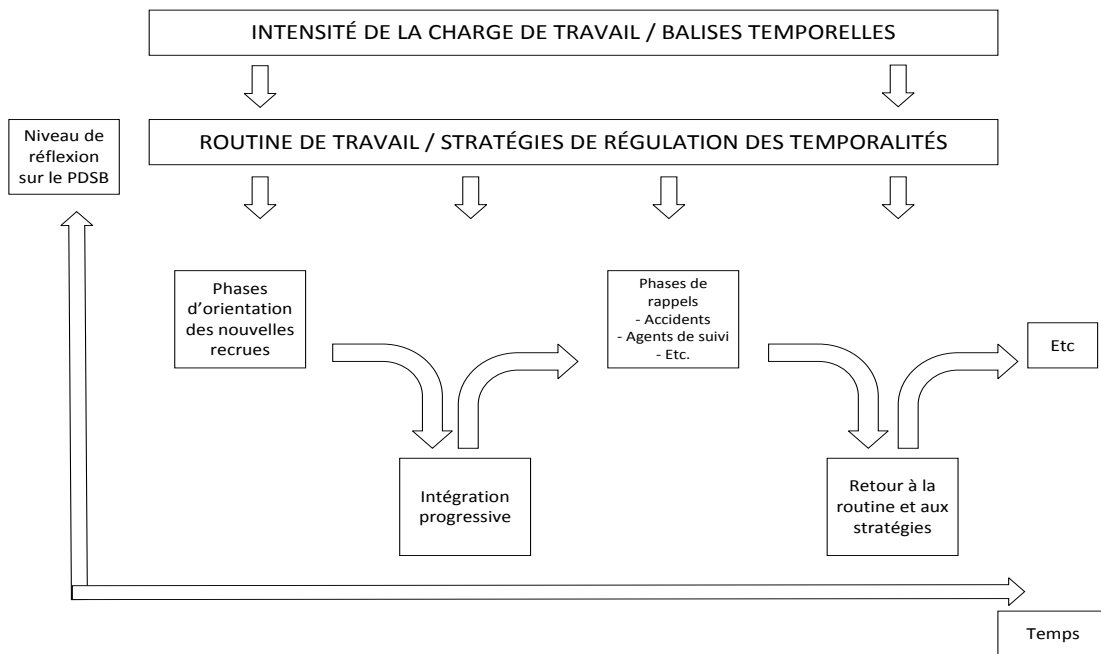 INTENSITÉ DE LA CHARGE DE TRAVAIL / BALISES TEMPORELLES
Niveau de
réflexion
sur le PDSB
ROUTINE DE TRAVAIL / STRATÉGIES DE RÉGULATION DES TEMPORALITÉS
Phases
d’orientation
des nouvelles
recrues
Phases de
rappels
- Accidents
- Agents de suivi
- Etc.
Etc
Intégration
progressive
Retour à la
routine et aux
stratégies
Temps